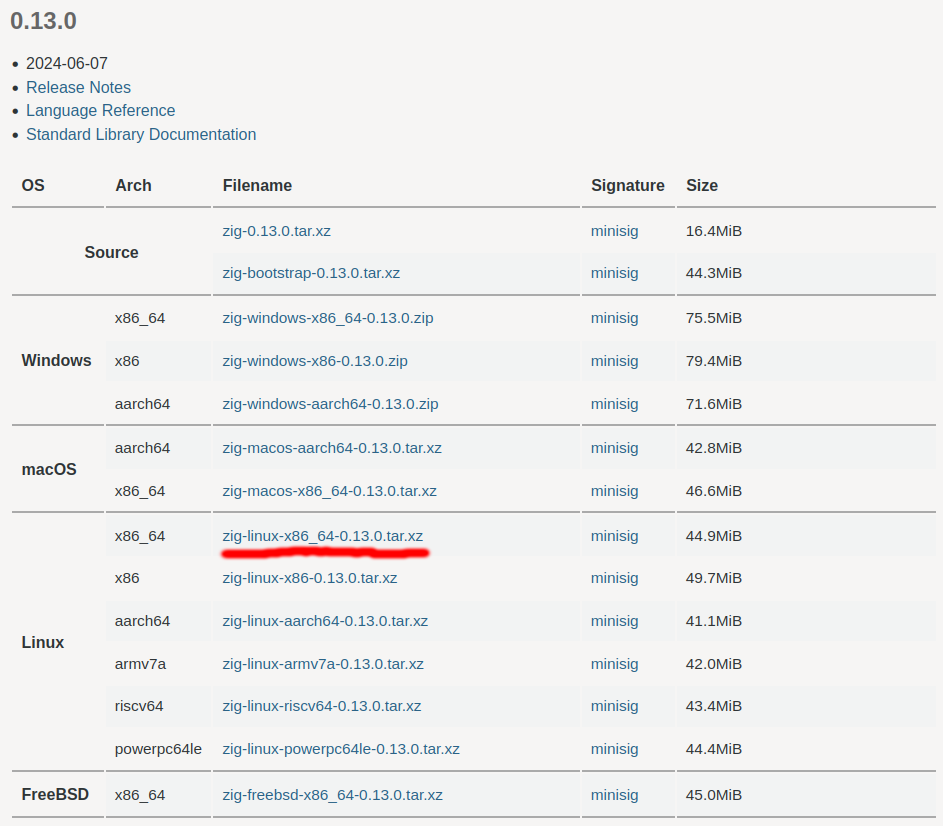 0.13.0
• 2024-06-07
• Release Notes
• Language Reference
• Standard Library Documentation
OS Arch Filename Signature Size
Source
zig-0.13.0.tar.xz minisig 16.4MiB
zig-bootstrap-0.13.0.tar.xz minisig 44.3MiB
Windows
x86_64 zig-windows-x86_64-0.13.0.zip minisig 75.5MiB
x86 zig-windows-x86-0.13.0.zip minisig 79.4MiB
aarch64 zig-windows-aarch64-0.13.0.zip minisig 71.6MiB
macOS
aarch64 zig-macos-aarch64-0.13.0.tar.xz minisig 42.8MiB
x86_64 zig-macos-x86_64-0.13.0.tar.xz minisig 46.6MiB
Linux
x86_64 zig-linux-x86_64-0.13.0.tar.xz minisig 44.9MiB
x86 zig-linux-x86-0.13.0.tar.xz minisig 49.7MiB
aarch64 zig-linux-aarch64-0.13.0.tar.xz minisig 41.1MiB
armv7a zig-linux-armv7a-0.13.0.tar.xz minisig 42.0MiB
riscv64 zig-linux-riscv64-0.13.0.tar.xz minisig 43.4MiB
powerpc64le zig-linux-powerpc64le-0.13.0.tar.xz minisig 44.4MiB
FreeBSD x86_64 zig-freebsd-x86_64-0.13.0.tar.xz minisig 45.0MiB